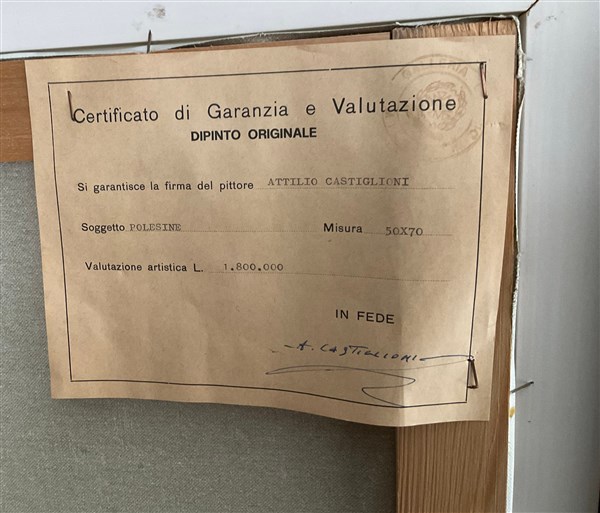 Certificato di Garanzia e Valutazione
DIPINTO ORIGINALE
Si garantisce la firma del pittore ATTILIO CASTIGLIONI
Soggetto POLESINE Misura 50X70
Valutazione artistica L. 1.800.000
IN FEDE
A. CASTIGLIONI